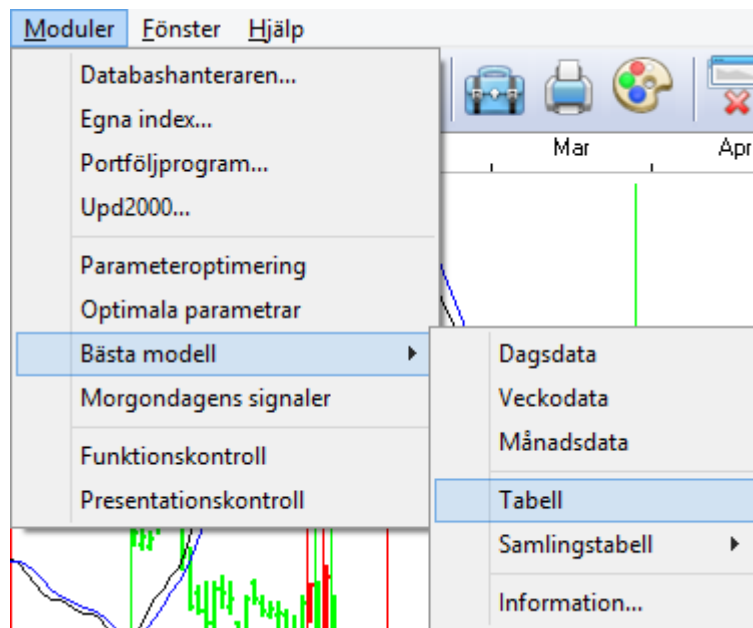 Moduler Fönster Hjälp
Databashanteraren...
Egna index...
Portföljprogram...
Upd2000...
Parameteroptimering
Optimala parametrar
Bästa modell
Morgondagens signaler
Funktionskontroll
Presentationskontroll
Mar Apr
Dagsdata
Veckodata
Månadsdata
Tabell
Samlingstabell
Information...